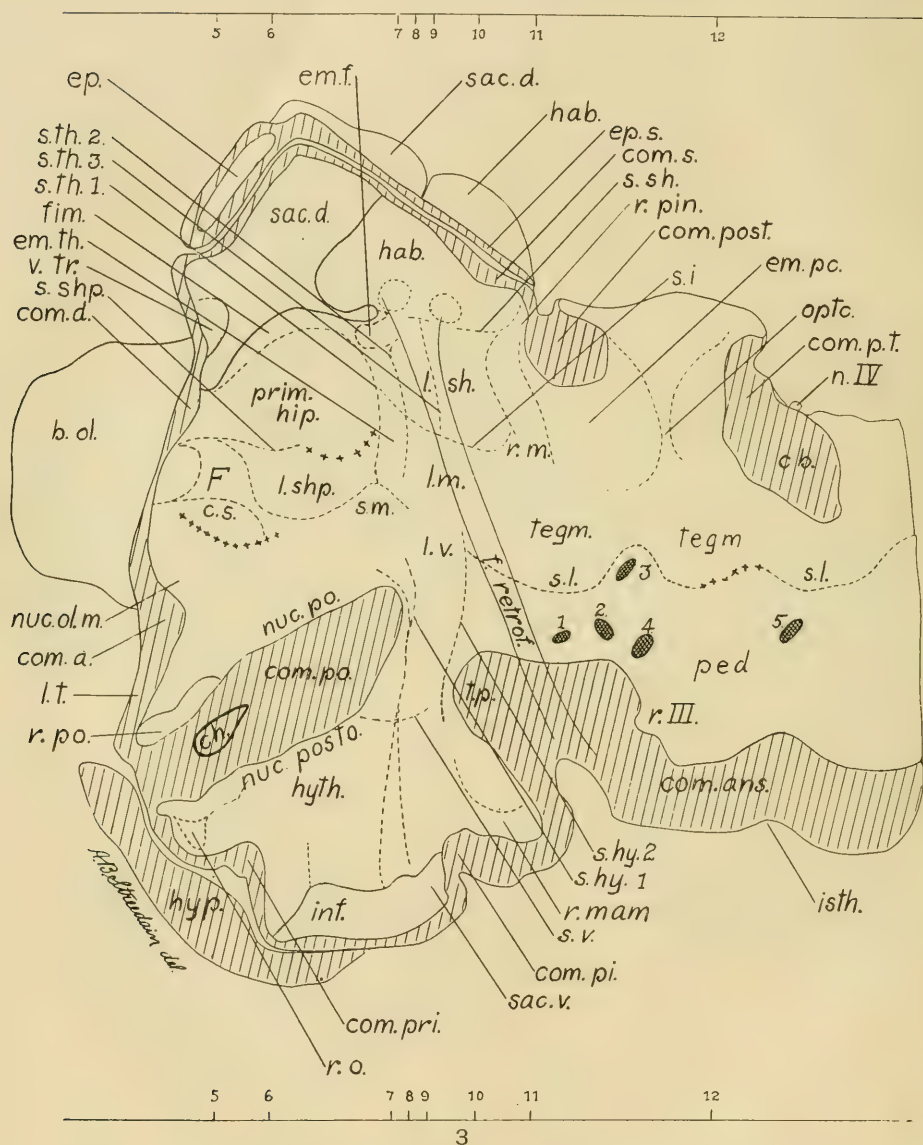 5 6 7 8 9 10 11 12
ep.
em.f.
sac.d.
hab.
s.th. 2.
s.th. 3.
s.th. 1.
fim.
em.th.
v. tr.
s. shp.
com.d.
ep.s.
com.s.
s.sh.
r. pin.
com.post.
s.i
em.pc.
optc.
com.p.t.
n. IV
sac.d.
hab.
prim.
hip.
l. sh.
r.m.
b.ol.
F
l.shp.
l.m.
c b.
c.s.
s.m.
tegm.
tegm
l.v.
s.l.
3
s.l.
f. retrof.
nuc.ol.m.
com.a.
l.t.
r. po.
nuc. po.
com.po.
ch.
1 2. 4 5
ped
t.p.
r. III.
nuc. posto.
hyth.
com.ans.
s.hy.2
s.hy. 1
r.mam
s.v.
isth.
hyp.
inf.
com.pi.
sac.v.
com.pri.
r. o.
del.
5 6 7 8 9 10 11 12
3